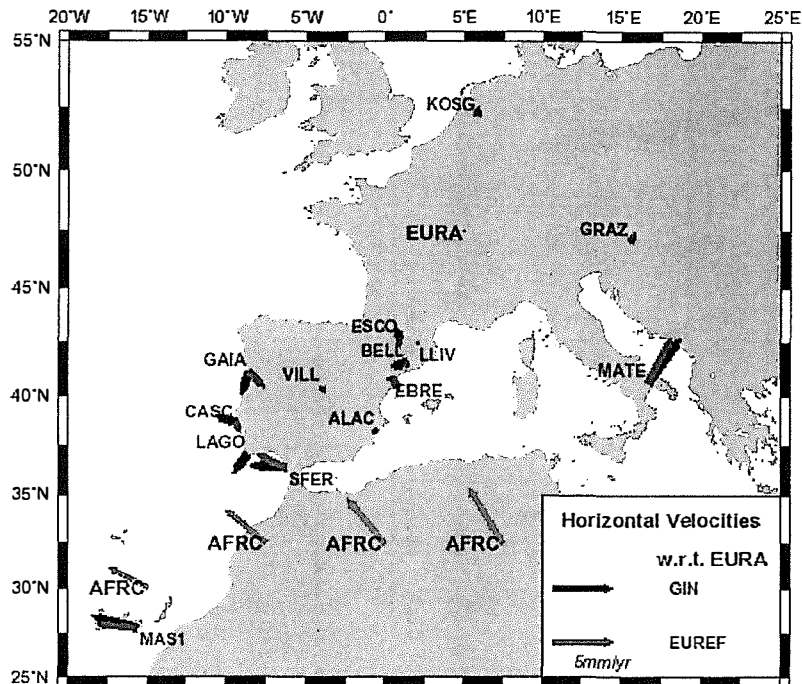 20°W 15°W 10°W 5°W 0°E 5°E 10°E 15°E 20°E 25°E
55°N
KOSG
50°N
EURA
GRAZ
45°N
ESCO
BELL LLIV
GAIA
VILL
MATE
40°N
EBRE
CASC
ALAC
LAGO
SFER
35°N
Horizontal Velocities
AFRC AFRC AFRC
w.r.t. EURA
30°N
AFRC
GIN
MAS1
EUREF
5mm/yr
25°N